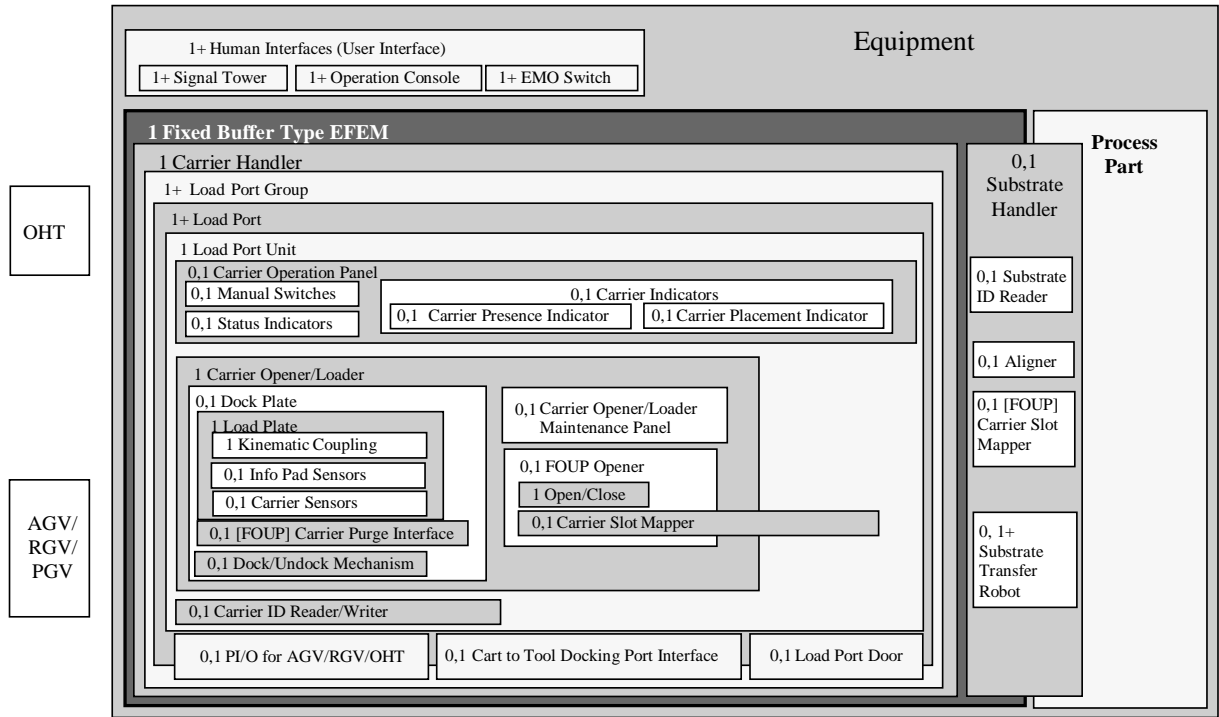 Equipment
1+ Human Interfaces (User Interface)
1+ Signal Tower
1+ Operation Console
1+ EMO Switch
1 Fixed Buffer Type EFEM
1 Carrier Handler
1+ Load Port Group
1+ Load Port
1 Load Port Unit
0,1 Carrier Operation Panel
0,1 Manual Switches
0,1 Status Indicators
0,1 Carrier Indicators
0,1 Carrier Presence Indicator
0,1 Carrier Placement Indicator
1 Carrier Opener/Loader
0,1 Dock Plate
1 Load Plate
1 Kinematic Coupling
0,1 Info Pad Sensors
0,1 Carrier Sensors
0,1 [FOUP] Carrier Purge Interface
0,1 Dock/Undock Mechanism
0,1 Carrier Opener/Loader
Maintenance Panel
0,1 FOUP Opener
1 Open/Close
0,1 Carrier Slot Mapper
0,1 Carrier ID Reader/Writer
0,1 PI/O for AGV/RGV/OHT
0,1 Cart to Tool Docking Port Interface
0,1 Load Port Door
0,1
Substrate
Handler
0,1 Substrate
ID Reader
0,1 Aligner
0,1 [FOUP]
Carrier Slot
Mapper
0, 1+
Substrate
Transfer
Robot
Process
Part
OHT
AGV/
RGV/
PGV